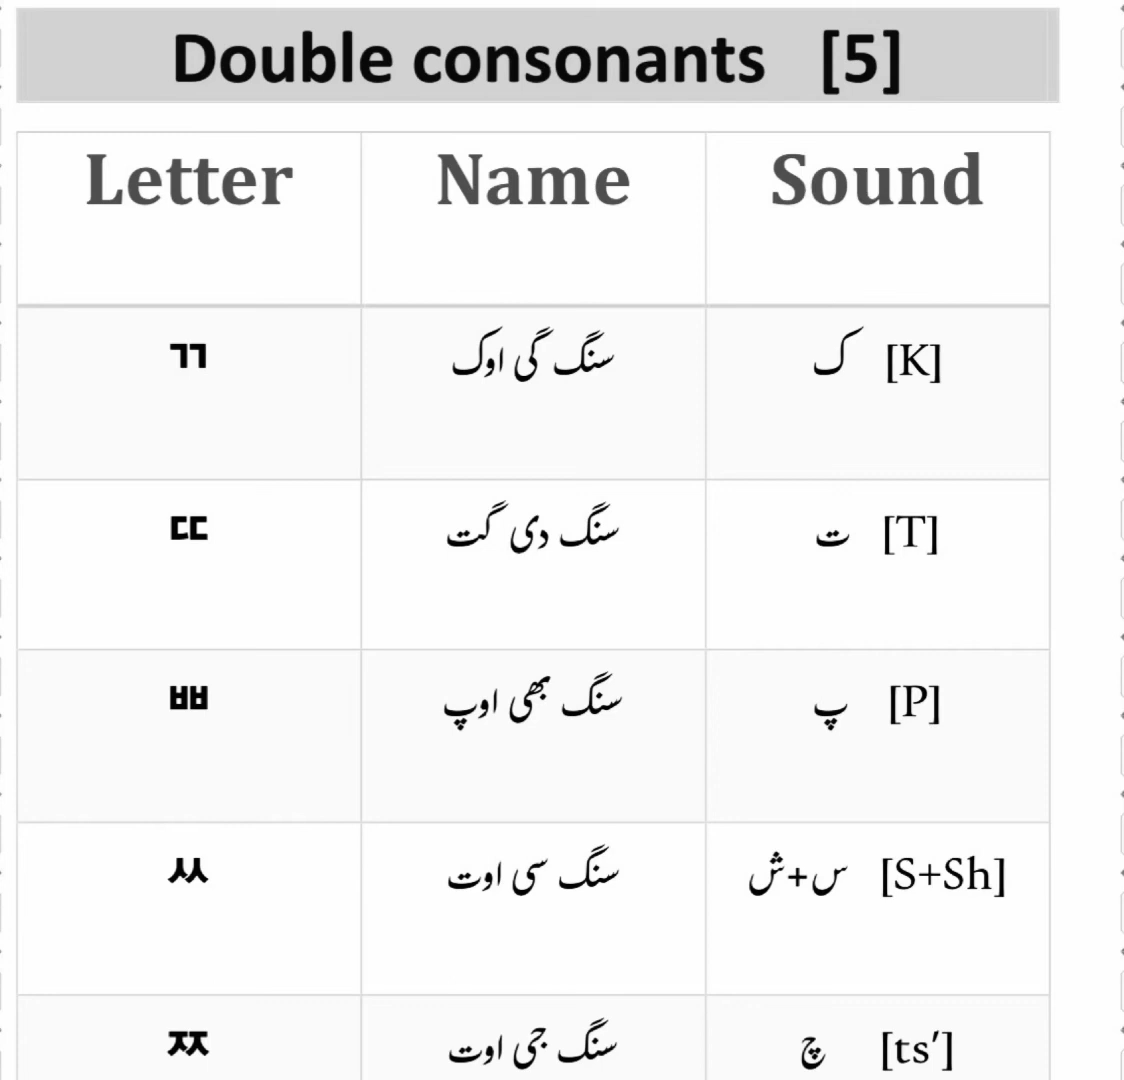 Double consonants [5]
Letter Name Sound
ㄲ سنگ گی اوک ک [K]
ㄸ سنگ دی گت ت [T]
ㅃ سنگ بھی اوپ پ [P]
ㅆ سنگ سی اوت س+ش [S+Sh]
ㅉ سنگ جی اوت چ [ts′]